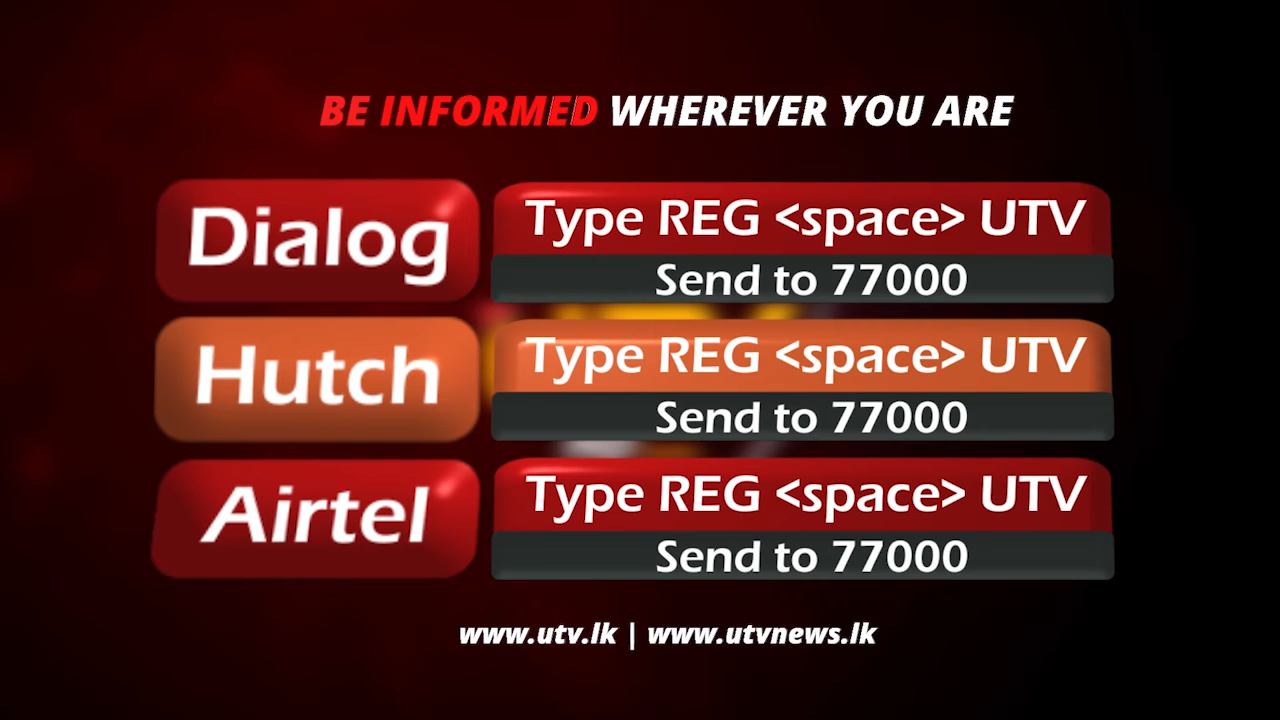 BE INFORMED WHEREVER YOU ARE
Dialog
Type REG <space> UTV
Send to 77000
Hutch
Type REG <space> UTV
Send to 77000
Airtel
Type REG <space> UTV
Send to 77000
www.utv.lk | www.utvnews.lk